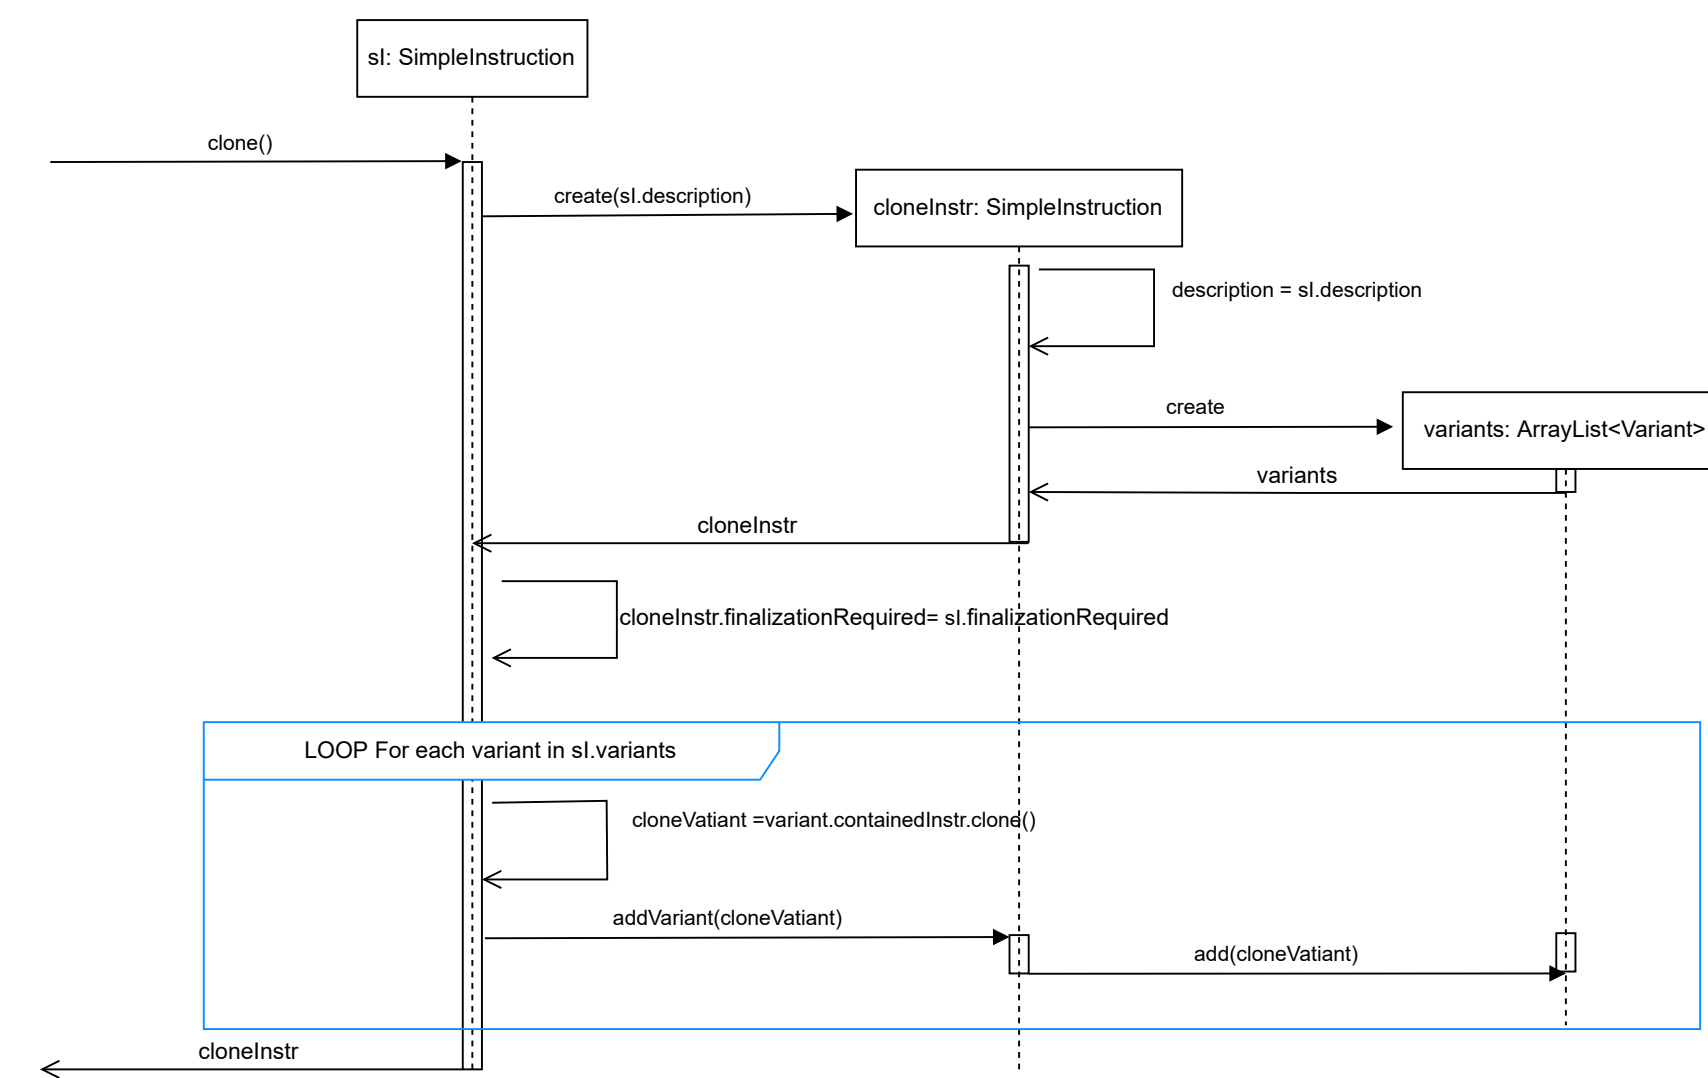 sI: SimpleInstruction
clone()
create(sI.description)
cloneInstr: SimpleInstruction
description = sI.description
create
variants: ArrayList<Variant>
variants
cloneInstr
cloneInstr.finalizationRequired= sI.finalizationRequired
LOOP For each variant in sI.variants
cloneVatiant =variant.containedInstr.clone()
addVariant(cloneVatiant)
add(cloneVatiant)
cloneInstr